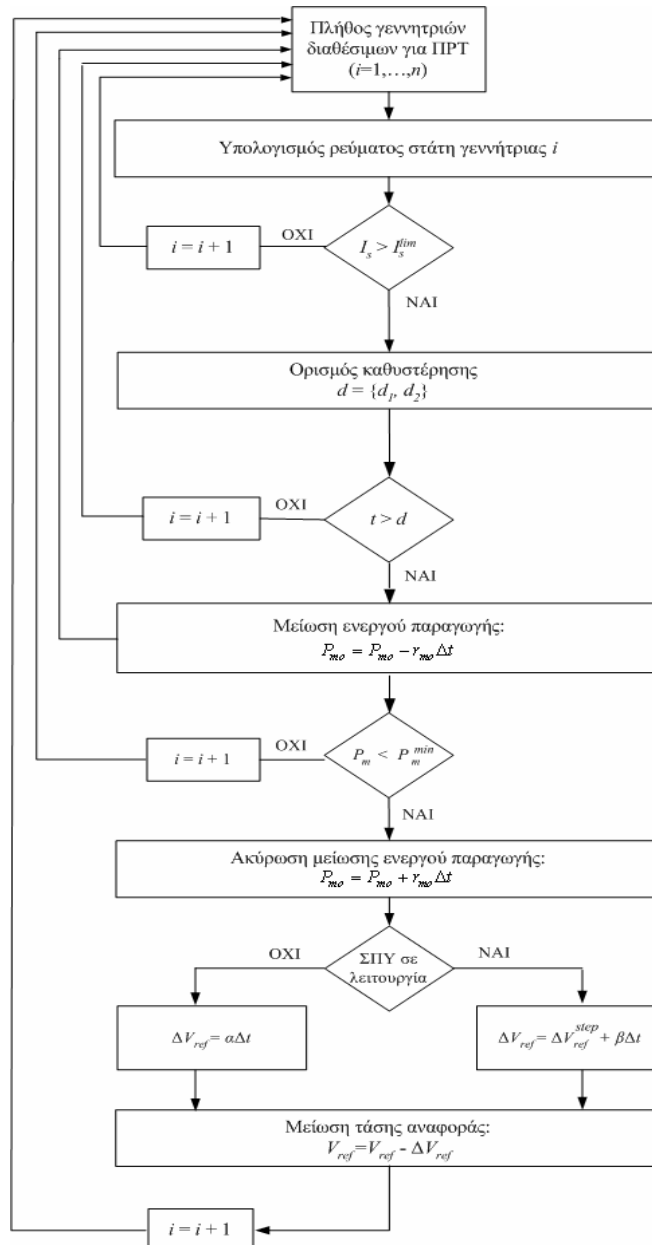 Πλήθος γεννητριών
διαθέσιμων για ΠΡΤ
(i=1,…,n)
Υπολογισμός ρεύματος στάτη γεννήτριας i
i = i + 1
ΟΧΙ
I_s > I_s^lim
ΝΑΙ
Ορισμός καθυστέρησης
d = {d_1, d_2}
i = i + 1
ΟΧΙ
t > d
ΝΑΙ
Μείωση ενεργού παραγωγής:
P_mo = P_mo − r_mo Δt
i = i + 1
ΟΧΙ
P_m < P_m^min
ΝΑΙ
Ακύρωση μείωσης ενεργού παραγωγής:
P_mo = P_mo + r_mo Δt
ΟΧΙ
ΣΠΥ σε
λειτουργία
ΝΑΙ
ΔV_ref = αΔt
ΔV_ref = ΔV_ref^step + βΔt
Μείωση τάσης αναφοράς:
V_ref=V_ref - ΔV_ref
i = i + 1